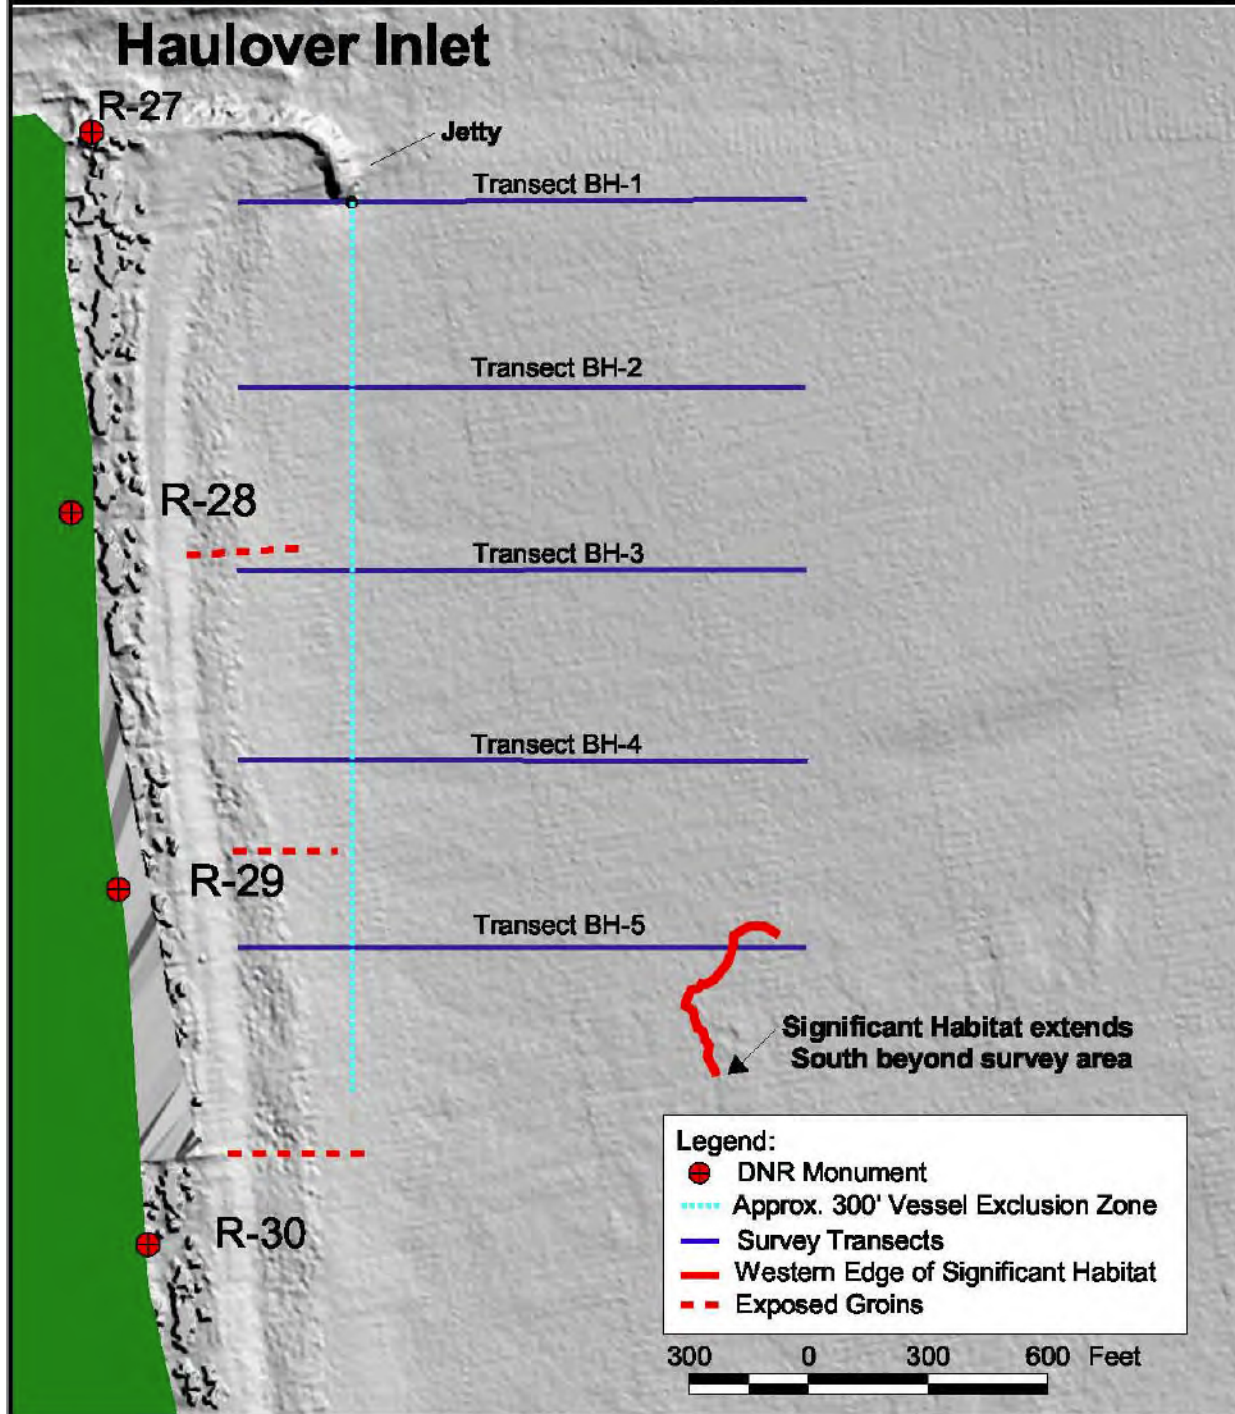 Haulover Inlet
R-27
Jetty
Transect BH-1
Transect BH-2
R-28
Transect BH-3
Transect BH-4
R-29
Transect BH-5
Significant Habitat extends
South beyond survey area
Legend:
DNR Monument
Approx. 300' Vessel Exclusion Zone
Survey Transects
Western Edge of Significant Habitat
Exposed Groins
R-30
300 0 300 600 Feet